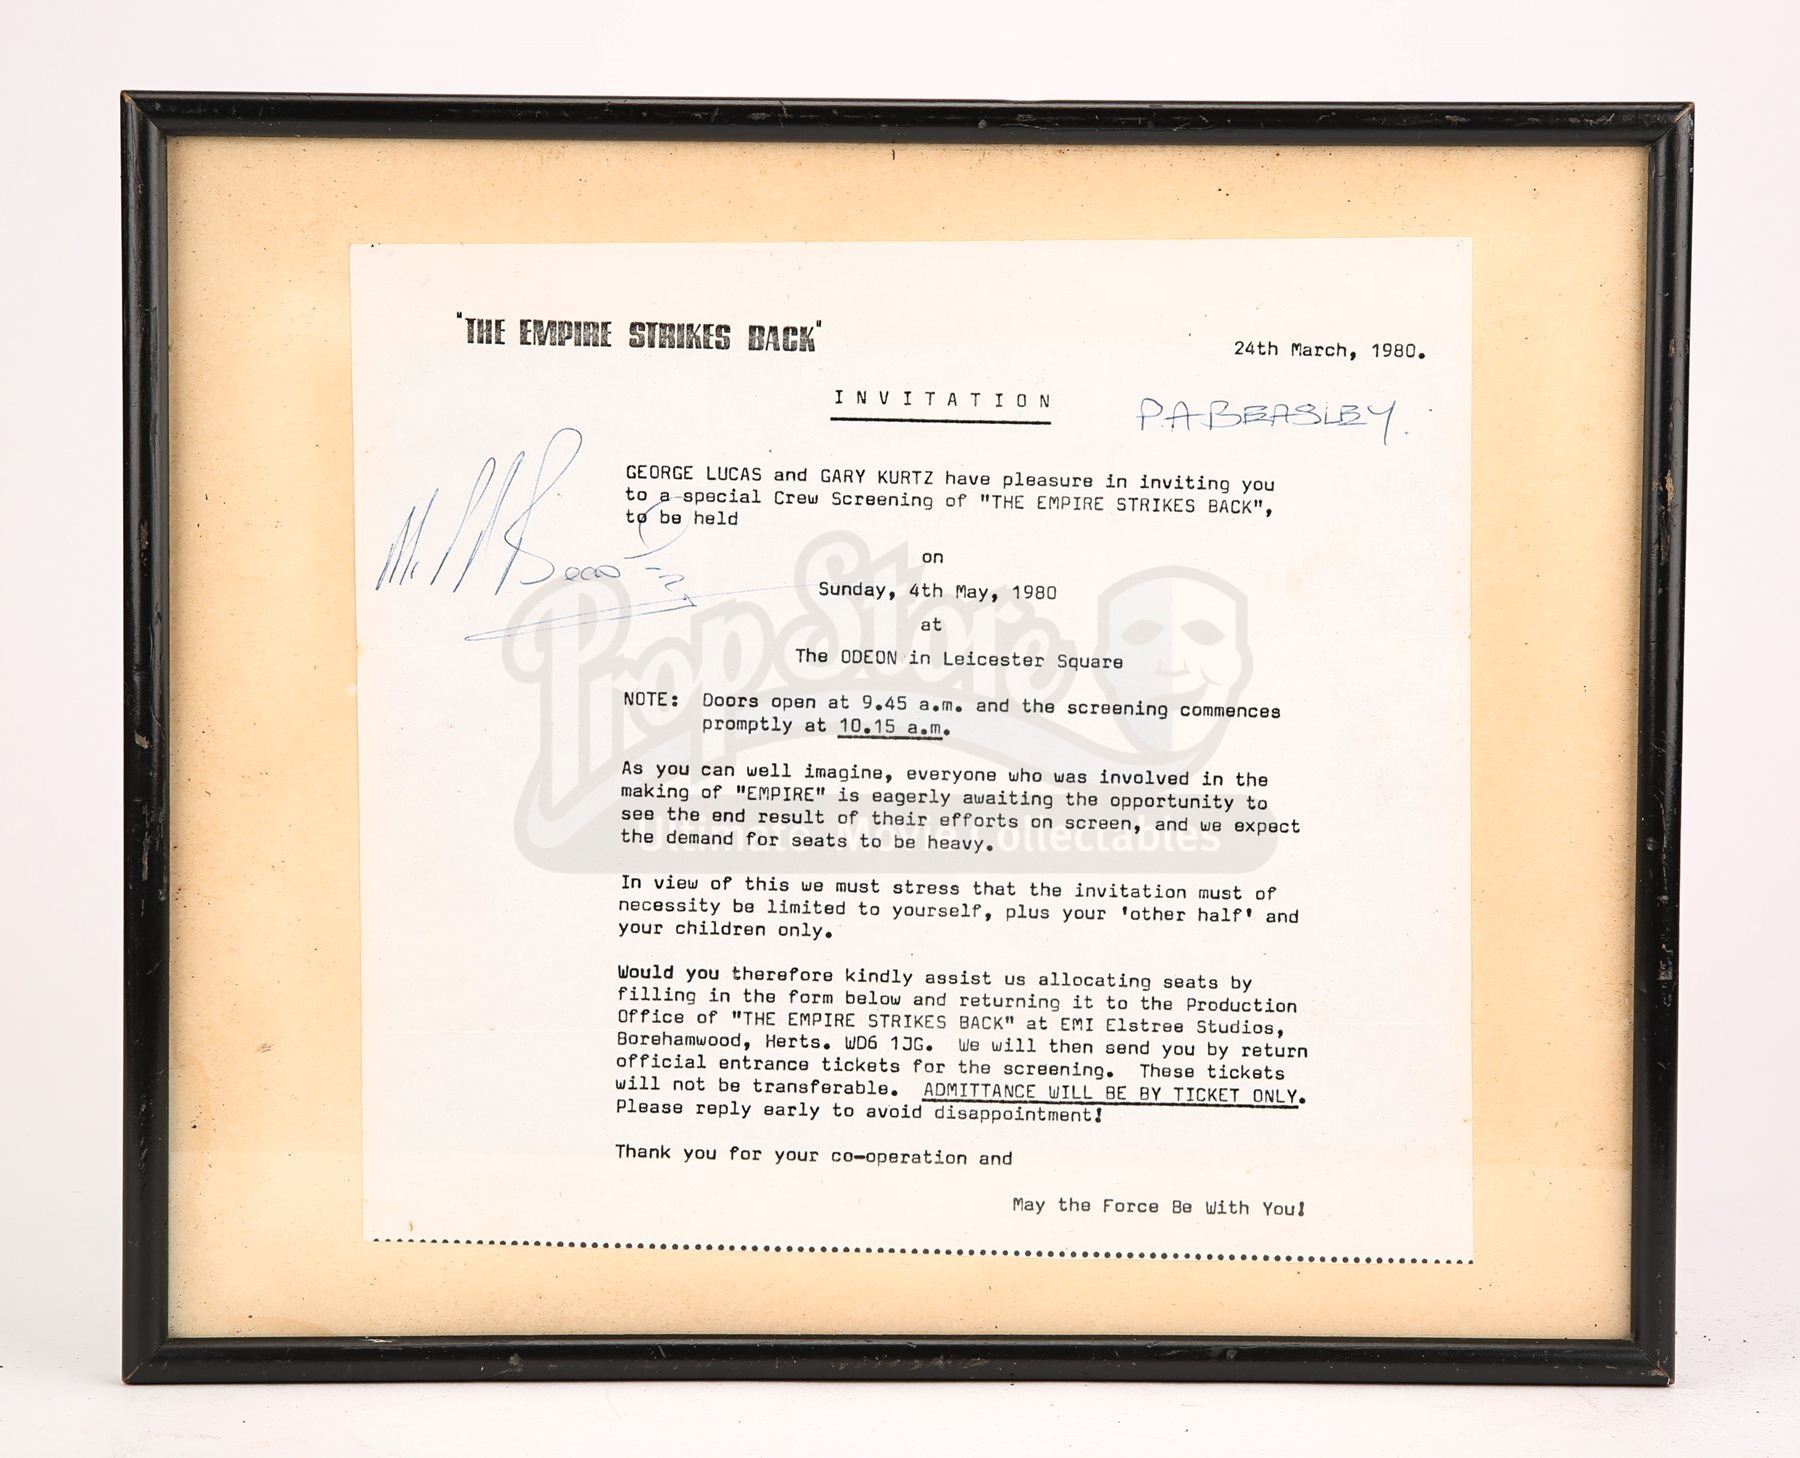 "THE EMPIRE STRIKES BACK"
24th March, 1980.
INVITATION
P.A BEASLEY.
GEORGE LUCAS and GARY KURTZ have pleasure in inviting you
to a special Crew Screening of "THE EMPIRE STRIKES BACK",
to be held
on
Sunday, 4th May, 1980
at
The ODEON in Leicester Square
NOTE: Doors open at 9.45 a.m. and the screening commences
promptly at 10.15 a.m.
As you can well imagine, everyone who was involved in the
making of "EMPIRE" is eagerly awaiting the opportunity to
see the end result of their efforts on screen, and we expect
the demand for seats to be heavy.
In view of this we must stress that the invitation must of
necessity be limited to yourself, plus your 'other half' and
your children only.
Would you therefore kindly assist us allocating seats by
filling in the form below and returning it to the Production
Office of "THE EMPIRE STRIKES BACK" at EMI Elstree Studios,
Borehamwood, Herts. WD6 1JG. We will then send you by return
official entrance tickets for the screening. These tickets
will not be transferable. ADMITTANCE WILL BE BY TICKET ONLY.
Please reply early to avoid disappointment!
Thank you for your co-operation and
May the Force Be With You!
PropStore
Ultimate Movie Collectables